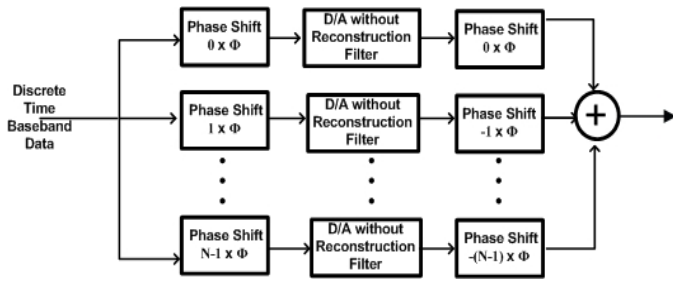 Phase Shift
0 x Φ
D/A without
Reconstruction
Filter
Phase Shift
0 x Φ
Discrete
Time
Baseband
Data
Phase Shift
1 x Φ
D/A without
Reconstruction
Filter
Phase Shift
-1 x Φ
+
Phase Shift
N-1 x Φ
D/A without
Reconstruction
Filter
Phase Shift
-(N-1) x Φ